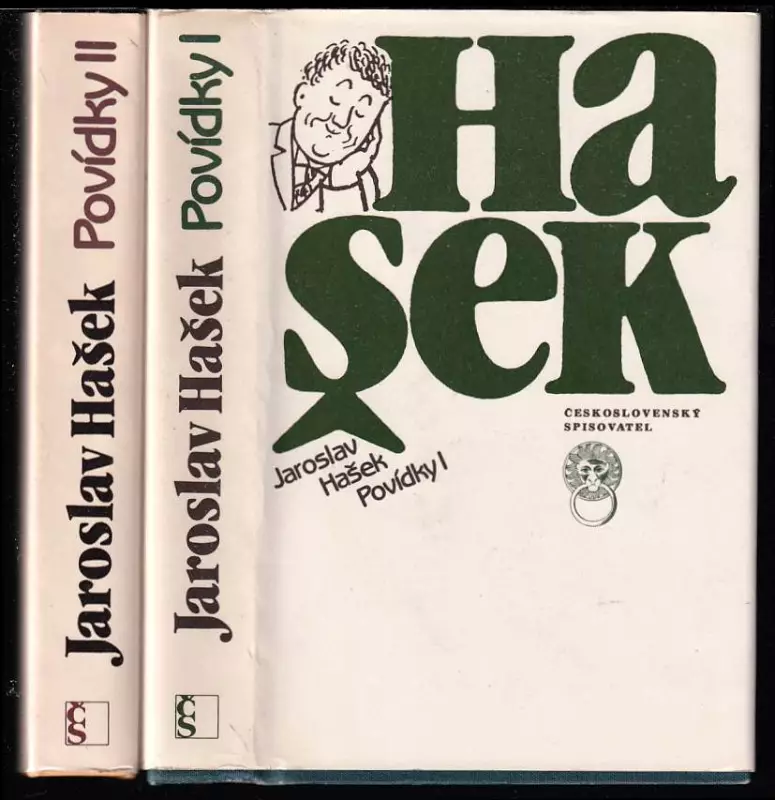 Jaroslav Hašek Povídky II
ČS
Jaroslav Hašek Povídky I
ČS
Ha
šek
Jaroslav
Hašek
Povídky I
ČESKOSLOVENSKÝ
SPISOVATEL